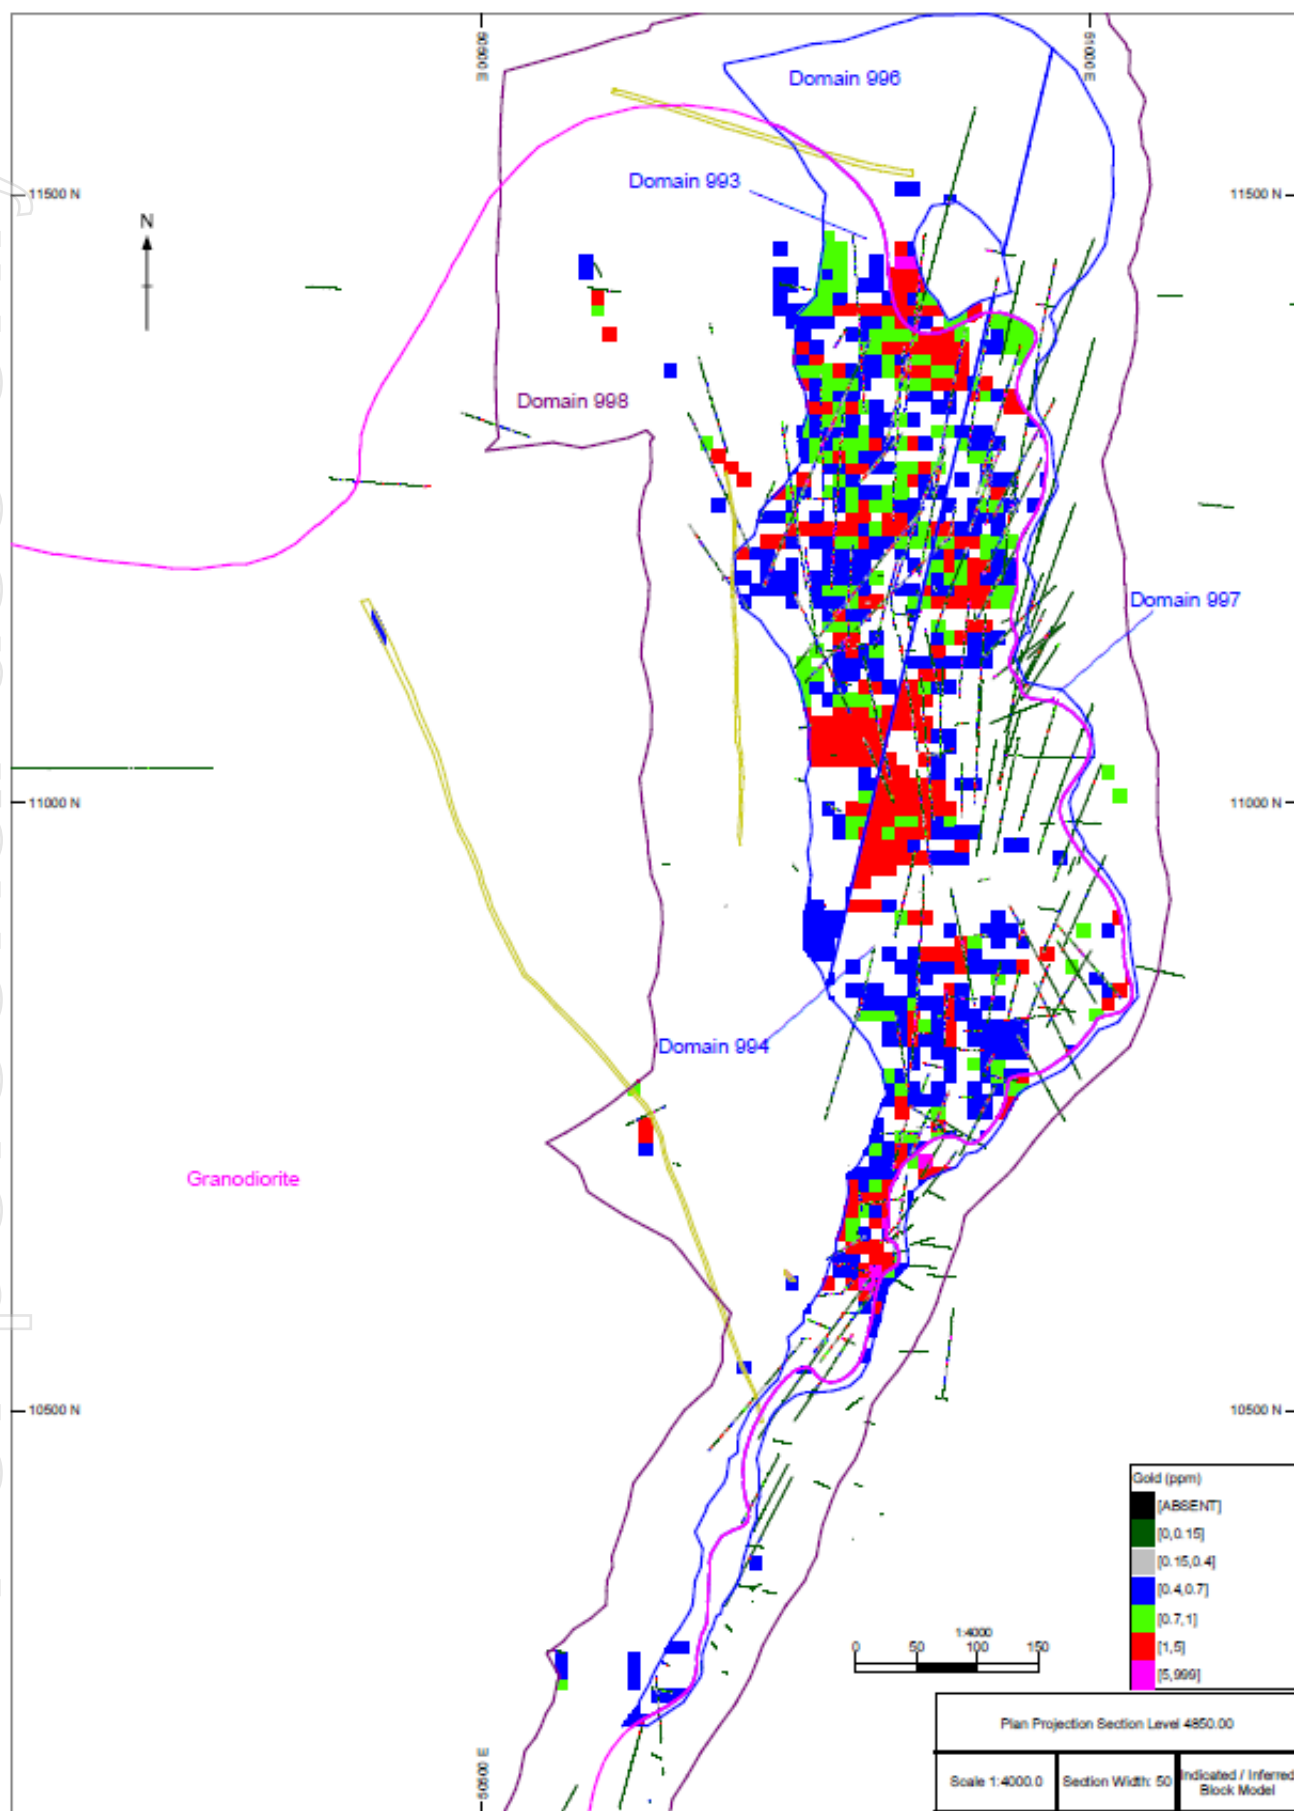 50500 E
51000 E
Domain 996
Domain 993
11500 N
11500 N
N
Domain 998
Domain 997
11000 N
11000 N
Domain 994
Granodiorite
10500 N
10500 N
Gold (ppm)
[ABSENT]
[0,0.15]
[0.15,0.4]
[0.4,0.7]
[0.7,1]
[1,5]
[5,999]
1:4000
0 50 100 150
Plan Projection Section Level 4850.00
50500 E
Scale 1:4000.0
Section Width: 50
Indicated / Inferred
Block Model